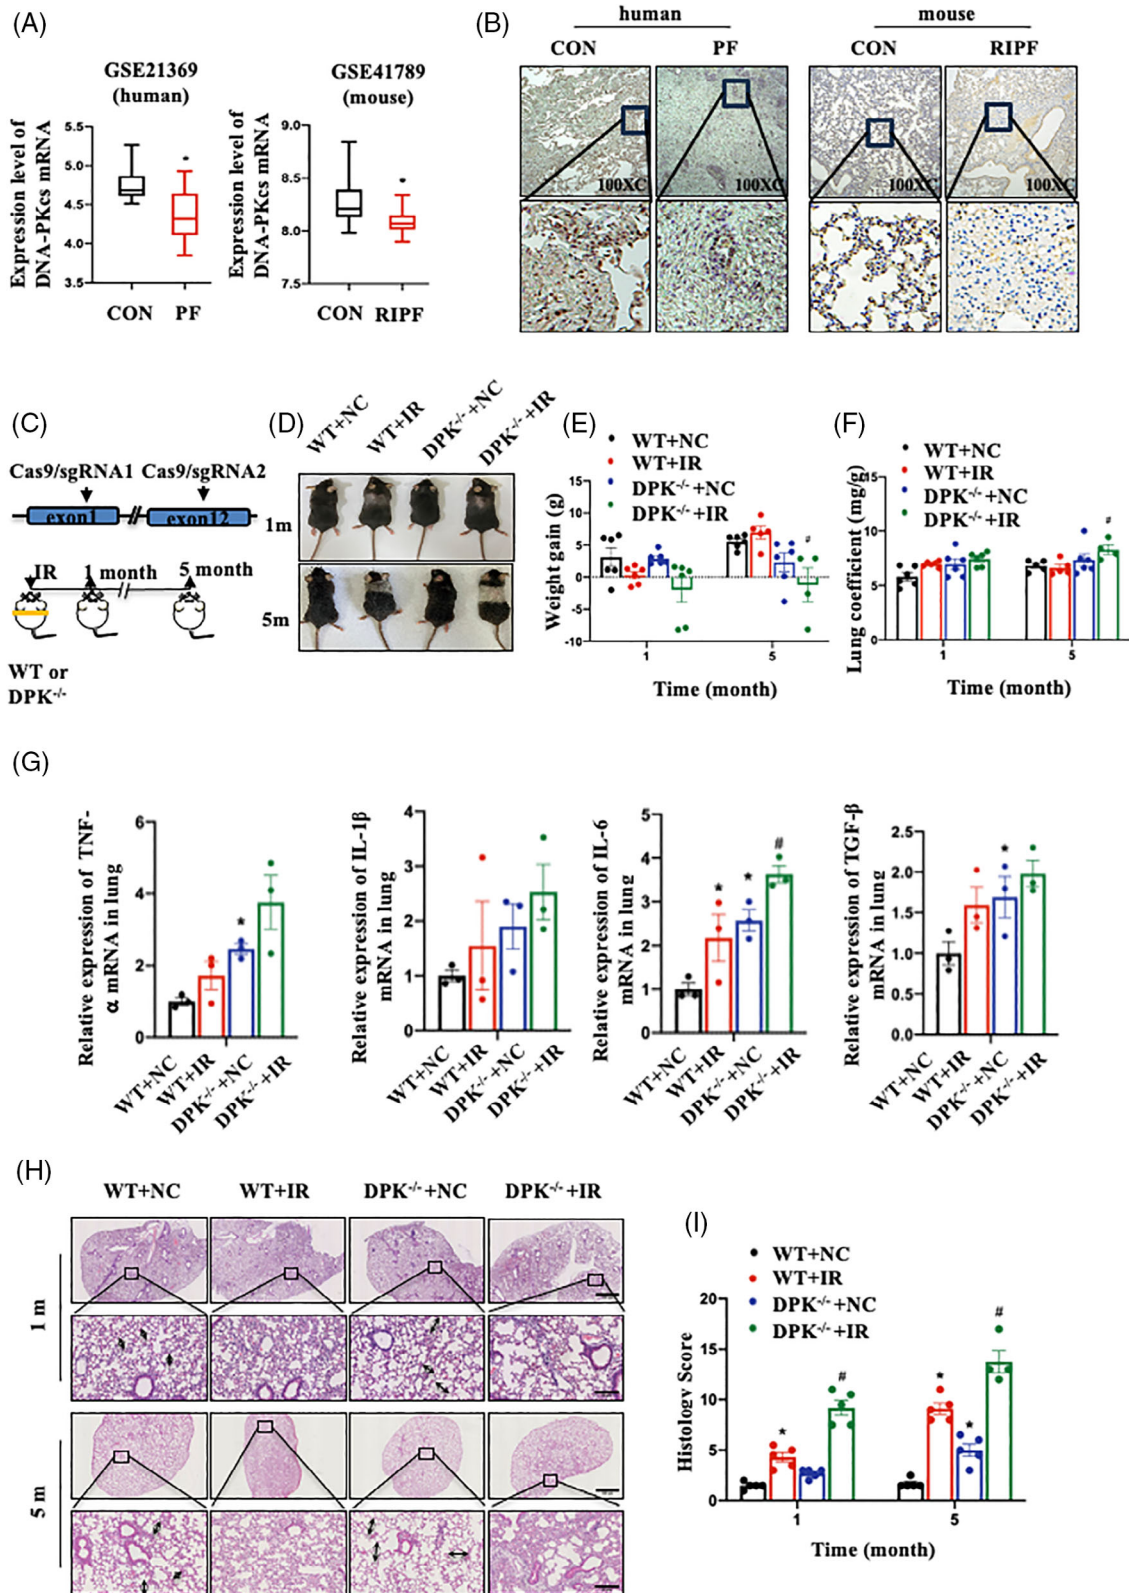 (A)
GSE21369
(human)
Expression level of
DNA-PKcs mRNA
5.5
5.0
4.5
4.0
3.5
*
CON PF
GSE41789
(mouse)
Expression level of
DNA-PKcs mRNA
9.0
8.5
8.0
7.5
*
CON RIPF
(B)
human
mouse
CON PF CON RIPF
100XC 100XC 100XC 100XC
(C)
Cas9/sgRNA1 Cas9/sgRNA2
exon1 // exon12
IR 1 month // 5 month
WT or
DPK-/-
(D)
WT+NC
WT+IR
DPK-/-+NC
DPK-/-+IR
1m
5m
(E)
WT+NC
WT+IR
DPK-/-+NC
DPK-/-+IR
Weight gain (g)
15
10
5
0
-5
-10
#
1 5
Time (month)
(F)
WT+NC
WT+IR
DPK-/-+NC
DPK-/-+IR
Lung coefficient (mg/g)
15
10
5
0
#
1 5
Time (month)
(G)
Relative expression of TNF-
α mRNA in lung
6
4
2
0
*
WT+NC
WT+IR
DPK-/-+NC
DPK-/-+IR
Relative expression of IL-1β
mRNA in lung
4
3
2
1
0
WT+NC
WT+IR
DPK-/-+NC
DPK-/-+IR
Relative expression of IL-6
mRNA in lung
5
4
3
2
1
0
* * #
WT+NC
WT+IR
DPK-/-+NC
DPK-/-+IR
Relative expression of TGF-β
mRNA in lung
2.5
2.0
1.5
1.0
0.5
0.0
*
WT+NC
WT+IR
DPK-/-+NC
DPK-/-+IR
(H)
WT+NC WT+IR DPK-/-+NC DPK-/-+IR
1 m
5 m
(I)
WT+NC
WT+IR
DPK-/-+NC
DPK-/-+IR
Histology Score
20
15
10
5
0
* # * * #
1 5
Time (month)